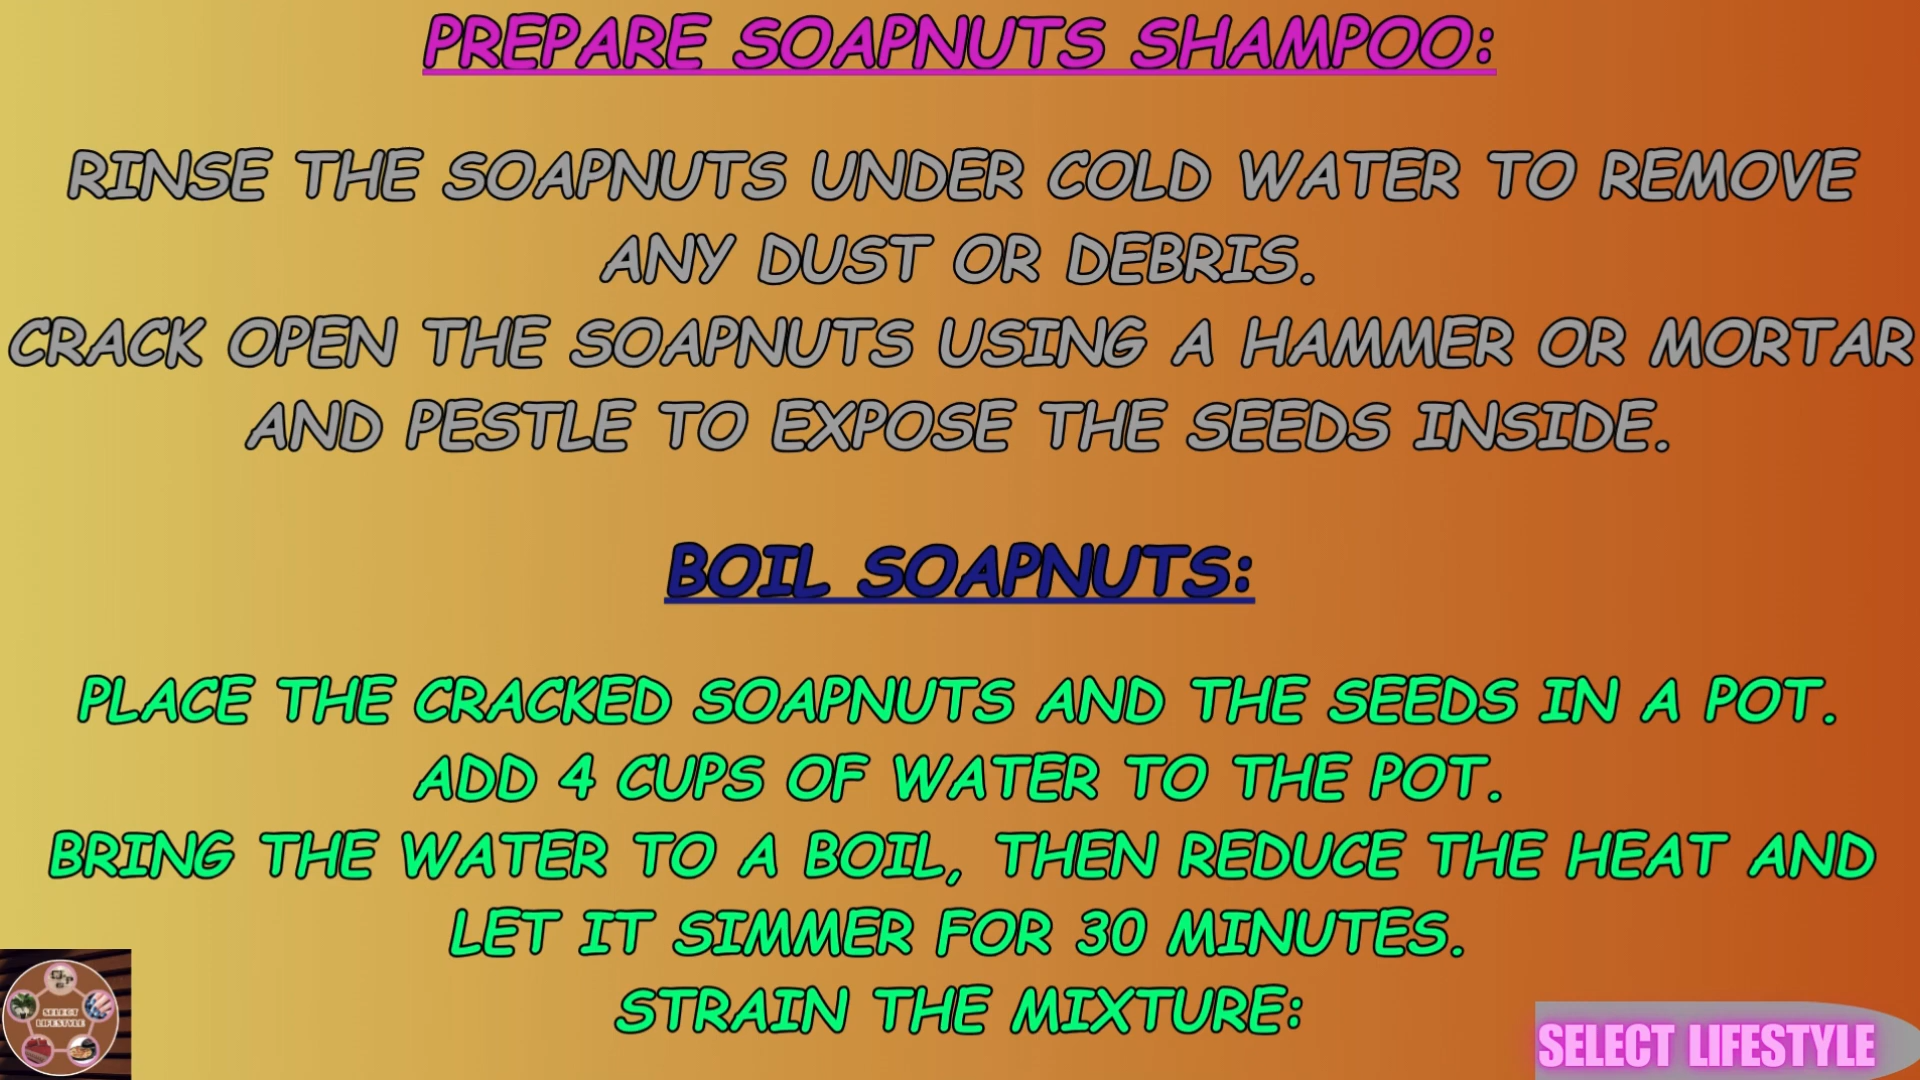 PREPARE SOAPNUTS SHAMPOO:
RINSE THE SOAPNUTS UNDER COLD WATER TO REMOVE
ANY DUST OR DEBRIS.
CRACK OPEN THE SOAPNUTS USING A HAMMER OR MORTAR
AND PESTLE TO EXPOSE THE SEEDS INSIDE.
BOIL SOAPNUTS:
PLACE THE CRACKED SOAPNUTS AND THE SEEDS IN A POT.
ADD 4 CUPS OF WATER TO THE POT.
BRING THE WATER TO A BOIL, THEN REDUCE THE HEAT AND
LET IT SIMMER FOR 30 MINUTES.
STRAIN THE MIXTURE:
SELECT
LIFESTYLE
SELECT LIFESTYLE